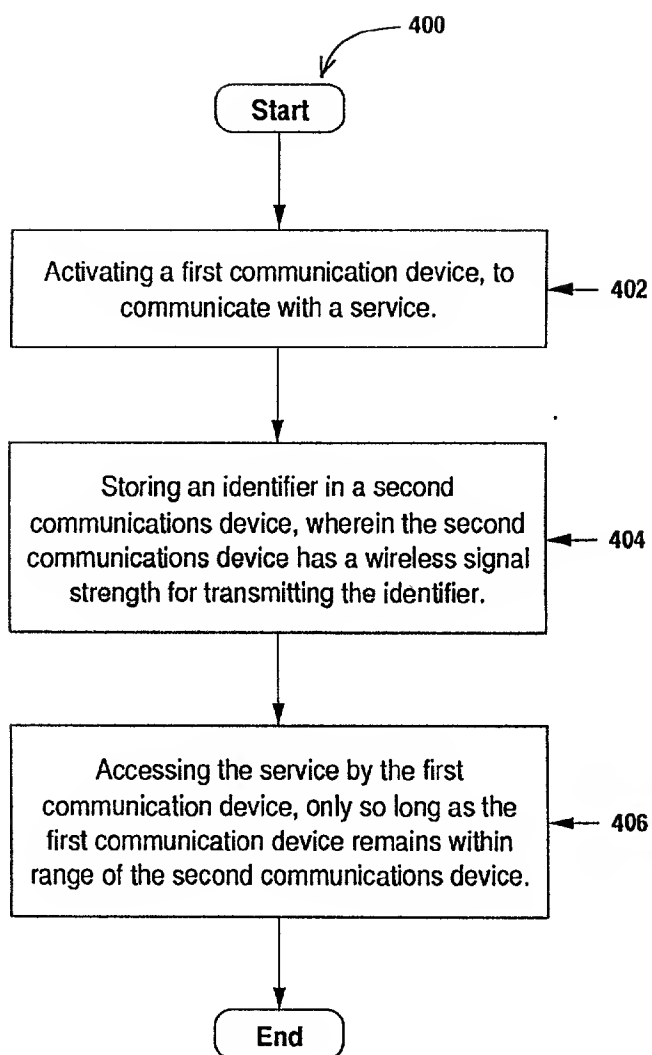 400
Start
Activating a first communication device, to
communicate with a service.
402
Storing an identifier in a second
communications device, wherein the second
communications device has a wireless signal
strength for transmitting the identifier.
404
Accessing the service by the first
communication device, only so long as the
first communication device remains within
range of the second communications device.
406
End